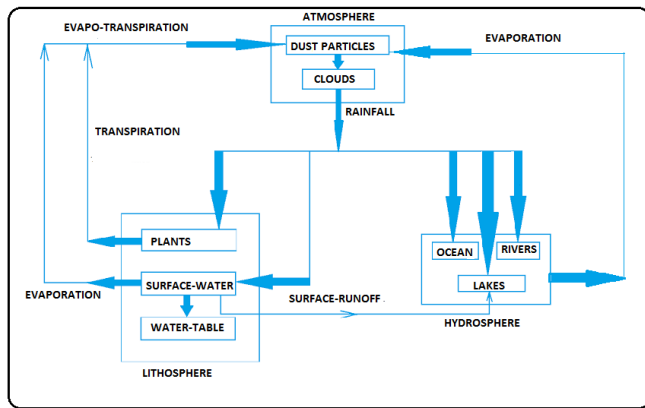 ATMOSPHERE
EVAPO-TRANSPIRATION
EVAPORATION
DUST PARTICLES
CLOUDS
RAINFALL
TRANSPIRATION
PLANTS
OCEAN
RIVERS
EVAPORATION
SURFACE-WATER
SURFACE-RUNOFF
LAKES
WATER-TABLE
HYDROSPHERE
LITHOSPHERE